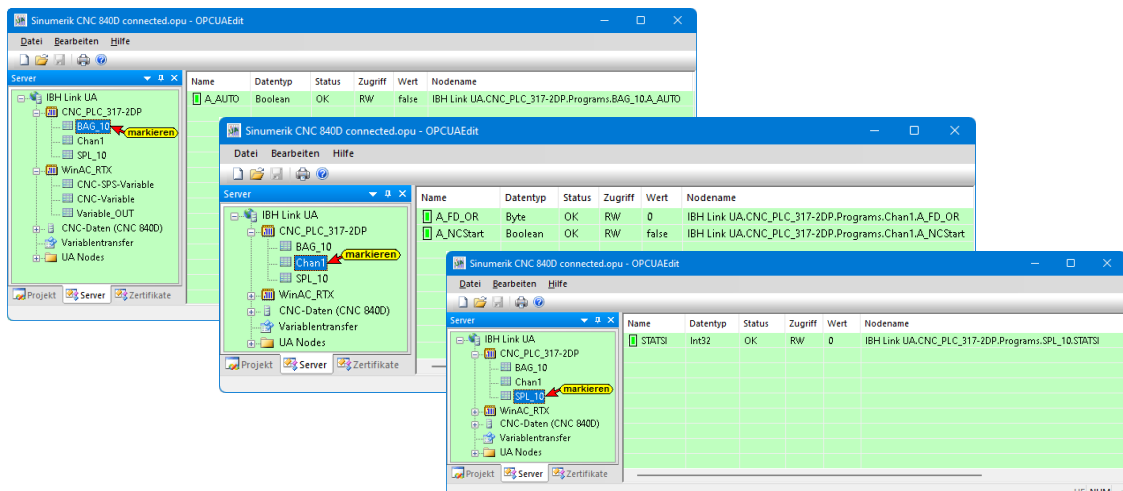 Sinumerik CNC 840D connected.opu - OPCUAEdit
Datei Bearbeiten Hilfe
Server
Name Datentyp Status Zugriff Wert Nodename
IBH Link UA
A_AUTO Boolean OK RW false IBH Link UA.CNC_PLC_317-2DP.Programs.BAG_10.A_AUTO
CNC_PLC_317-2DP
BAG_10 markieren
Chan1
SPL_10
WinAC_RTX
CNC-SPS-Variable
CNC-Variable
Variable_OUT
CNC-Daten (CNC 840D)
Variablentransfer
UA Nodes
Projekt Server Zertifikate
Sinumerik CNC 840D connected.opu - OPCUAEdit
Datei Bearbeiten Hilfe
Server
Name Datentyp Status Zugriff Wert Nodename
IBH Link UA
A_FD_OR Byte OK RW 0 IBH Link UA.CNC_PLC_317-2DP.Programs.Chan1.A_FD_OR
CNC_PLC_317-2DP
A_NCStart Boolean OK RW false IBH Link UA.CNC_PLC_317-2DP.Programs.Chan1.A_NCStart
BAG_10
Chan1 markieren
SPL_10
WinAC_RTX
CNC-Daten (CNC 840D)
Variablentransfer
UA Nodes
Projekt Server Zertifikate
Sinumerik CNC 840D connected.opu - OPCUAEdit
Datei Bearbeiten Hilfe
Server
Name Datentyp Status Zugriff Wert Nodename
IBH Link UA
STATSI Int32 OK RW 0 IBH Link UA.CNC_PLC_317-2DP.Programs.SPL_10.STATSI
CNC_PLC_317-2DP
BAG_10
Chan1
SPL_10 markieren
WinAC_RTX
CNC-Daten (CNC 840D)
Variablentransfer
UA Nodes
Projekt Server Zertifikate